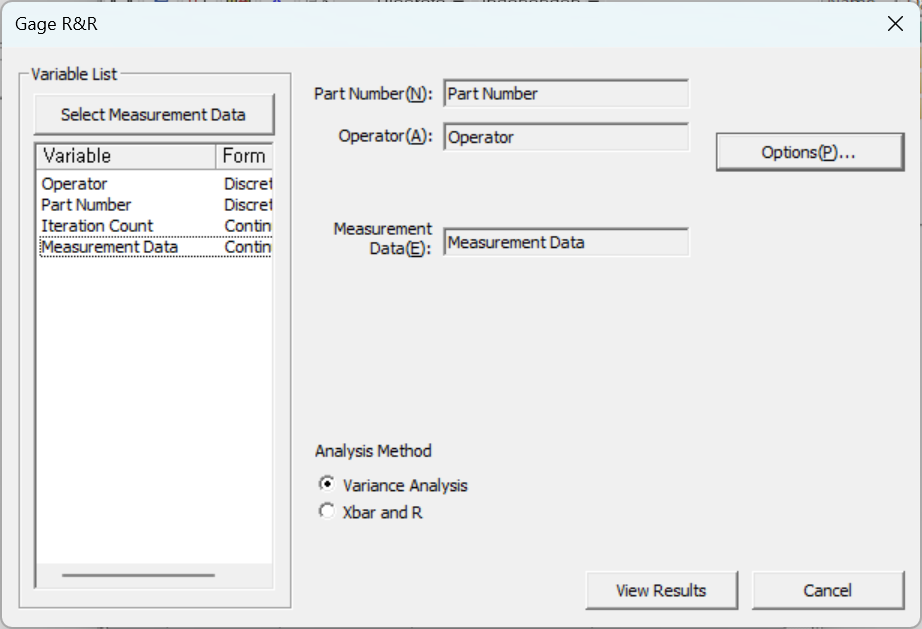 Gage R&R
Variable List
Select Measurement Data
Variable Form
Operator Discret
Part Number Discret
Iteration Count Contin
Measurement Data Contin
Part Number(N): Part Number
Operator(A): Operator
Options(P)...
Measurement
Data(E): Measurement Data
Analysis Method
Variance Analysis
Xbar and R
View Results
Cancel